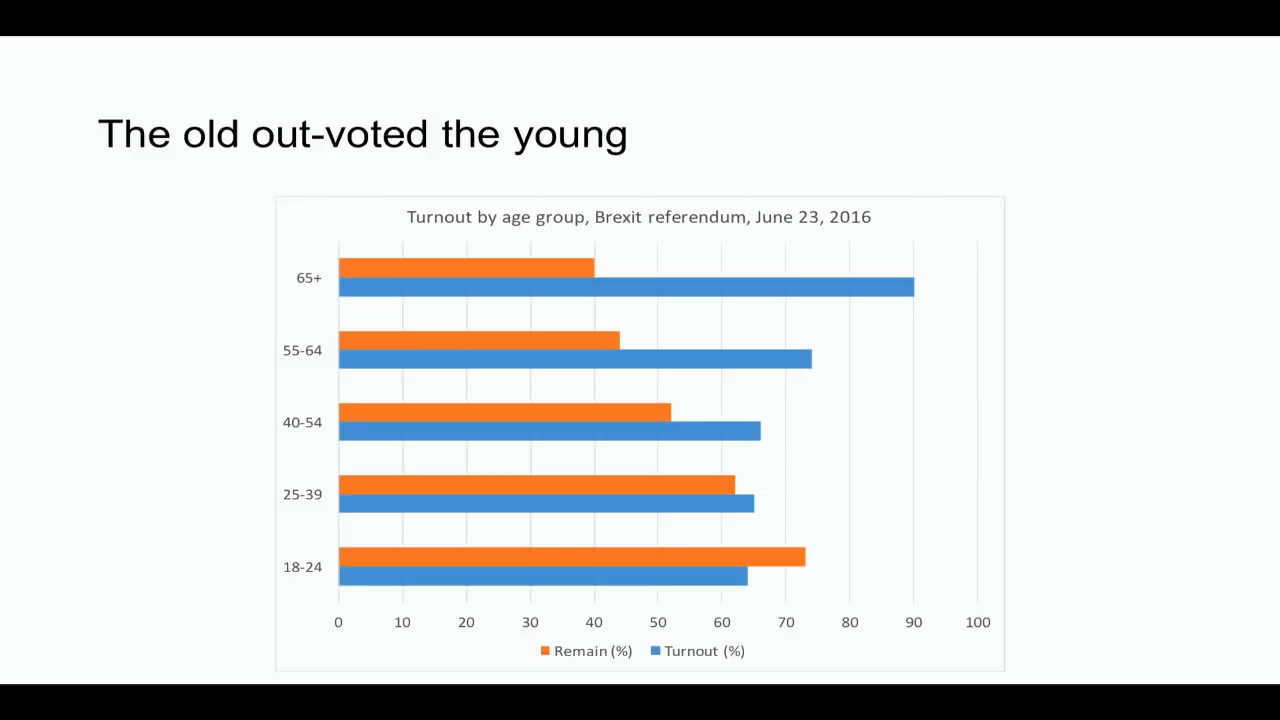 The old out-voted the young
Turnout by age group, Brexit referendum, June 23, 2016
65+
55-64
40-54
25-39
18-24
0 10 20 30 40 50 60 70 80 90 100
Remain (%) Turnout (%)